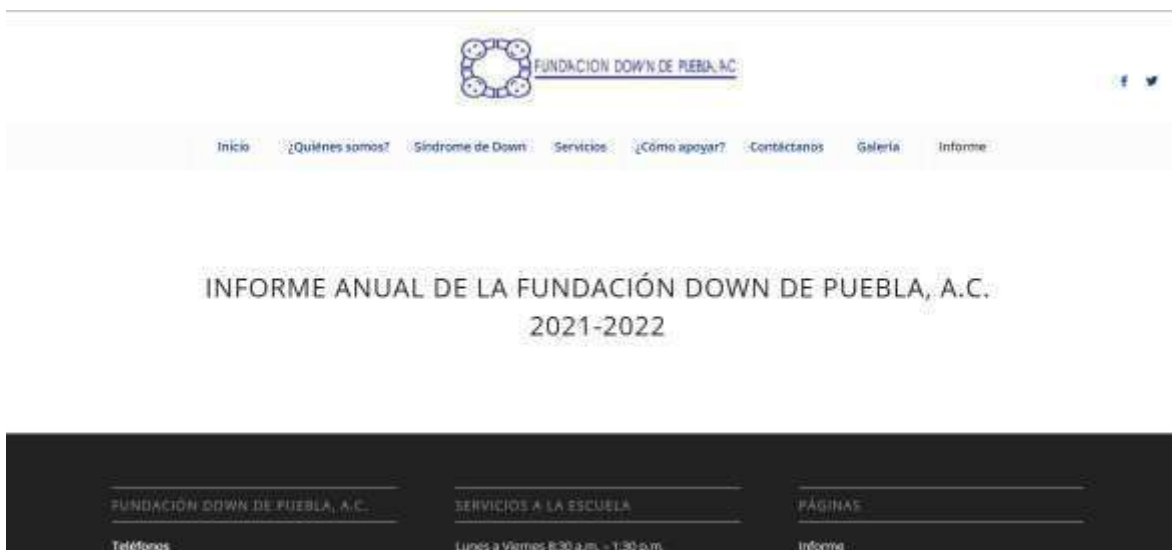 FUNDACION DOWN DE PUEBLA, AC
Inicio ¿Quiénes somos? Síndrome de Down Servicios ¿Cómo apoyar? Contáctanos Galería Informe
INFORME ANUAL DE LA FUNDACIÓN DOWN DE PUEBLA, A.C.
2021-2022
FUNDACIÓN DOWN DE PUEBLA, A.C.
Teléfonos
SERVICIOS A LA ESCUELA
Lunes a Viernes 8:30 a.m. - 1:30 p.m.
PÁGINAS
Informe